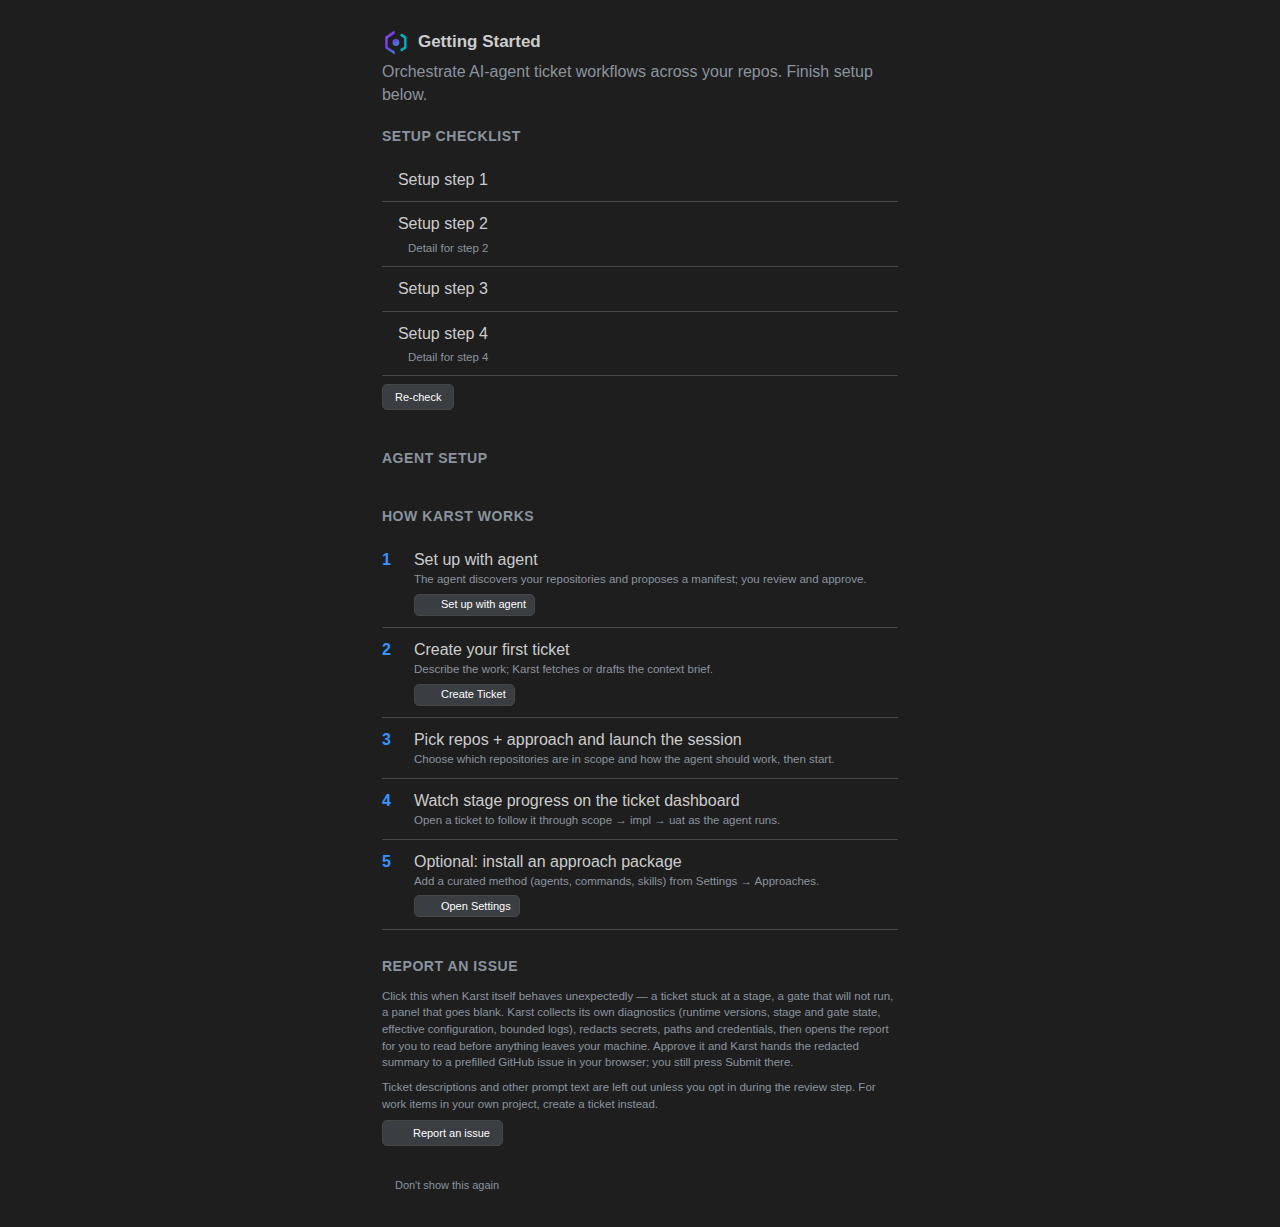 Getting Started
Orchestrate AI-agent ticket workflows across your repos. Finish setup
below.
SETUP CHECKLIST
Setup step 1
Setup step 2
Detail for step 2
Setup step 3
Setup step 4
Detail for step 4
Re-check
AGENT SETUP
HOW KARST WORKS
1 Set up with agent
The agent discovers your repositories and proposes a manifest; you review and approve.
Set up with agent
2 Create your first ticket
Describe the work; Karst fetches or drafts the context brief.
Create Ticket
3 Pick repos + approach and launch the session
Choose which repositories are in scope and how the agent should work, then start.
4 Watch stage progress on the ticket dashboard
Open a ticket to follow it through scope → impl → uat as the agent runs.
5 Optional: install an approach package
Add a curated method (agents, commands, skills) from Settings → Approaches.
Open Settings
REPORT AN ISSUE
Click this when Karst itself behaves unexpectedly — a ticket stuck at a stage, a gate that will not run,
a panel that goes blank. Karst collects its own diagnostics (runtime versions, stage and gate state,
effective configuration, bounded logs), redacts secrets, paths and credentials, then opens the report
for you to read before anything leaves your machine. Approve it and Karst hands the redacted
summary to a prefilled GitHub issue in your browser; you still press Submit there.
Ticket descriptions and other prompt text are left out unless you opt in during the review step. For
work items in your own project, create a ticket instead.
Report an issue
Don't show this again